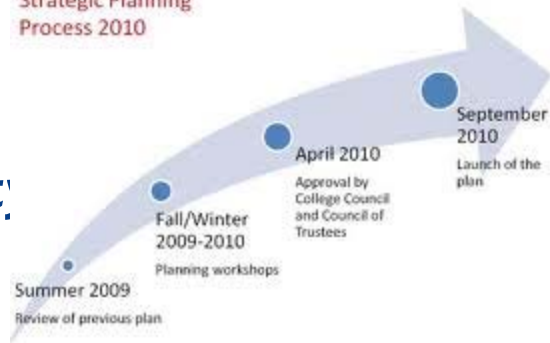 Strategic Planning
Process 2010
September
2010
Launch of the
plan
April 2010
Approval by
College Council
and Council of
Trustees
Fall/Winter
2009-2010
Planning workshops
Summer 2009
Review of previous plan